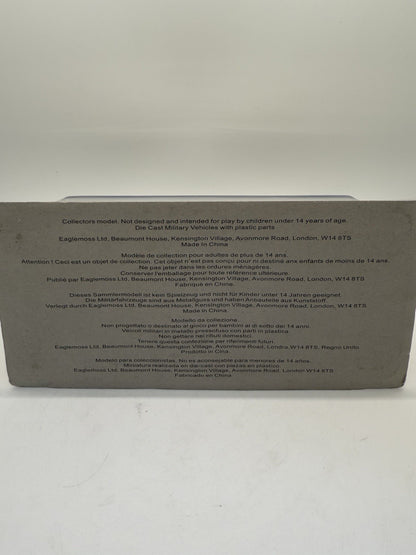 Collectors model. Not designed and intended for play by children under 14 years of age.
Die Cast Military Vehicles with plastic parts
Eaglemoss Ltd, Beaumont House, Kensington Village, Avonmore Road, London, W14 8TS
Made In China
Modèle de collection pour adultes de plus de 14 ans.
Attention ! Ceci est un objet de collection. Cet objet n'est pas conçu pour ni destiné aux enfants de moins de 14 ans.
Ne pas jeter dans les ordures ménagères.
Conserver l'emballage pour toute référence ultérieure.
Publié par Eaglemoss Ltd, Beaumont House, Kensington Village, Avonmore Road, London, W14 8TS
Fabriqué en China.
Dieses Sammlermodell ist kein Spielzeug und nicht für Kinder unter 14 Jahren geeignet.
Die Militärfahrzeuge sind aus Metallguss und haben Anbauteile aus Kunststoff.
Verlegt durch Eaglemoss Ltd, Beaumont House, Kensington Village, Avonmore Road, London, W14 8TS
Made In China
Modello da collezione.
Non progettato o destinato al gioco per bambini al di sotto dei 14 anni.
Veicoli militari in metallo pressofuso con parti in plastica.
Non gettare nei rifiuti domestici.
Tenere questa confezione per riferimenti futuri.
Eaglemoss Ltd, Beaumont House, Kensington Village, Avonmore Road, Londra, W14 8TS, Regno Unito
Prodotto in Cina.
Modelo para coleccionistas. No es aconsejable para menores de 14 años.
Miniatura realizada en die-cast con piezas en plástico.
Eaglemoss Ltd, Beaumont House, Kensington Village, Avonmore Road, London W14 8TS
Fabricado en China.